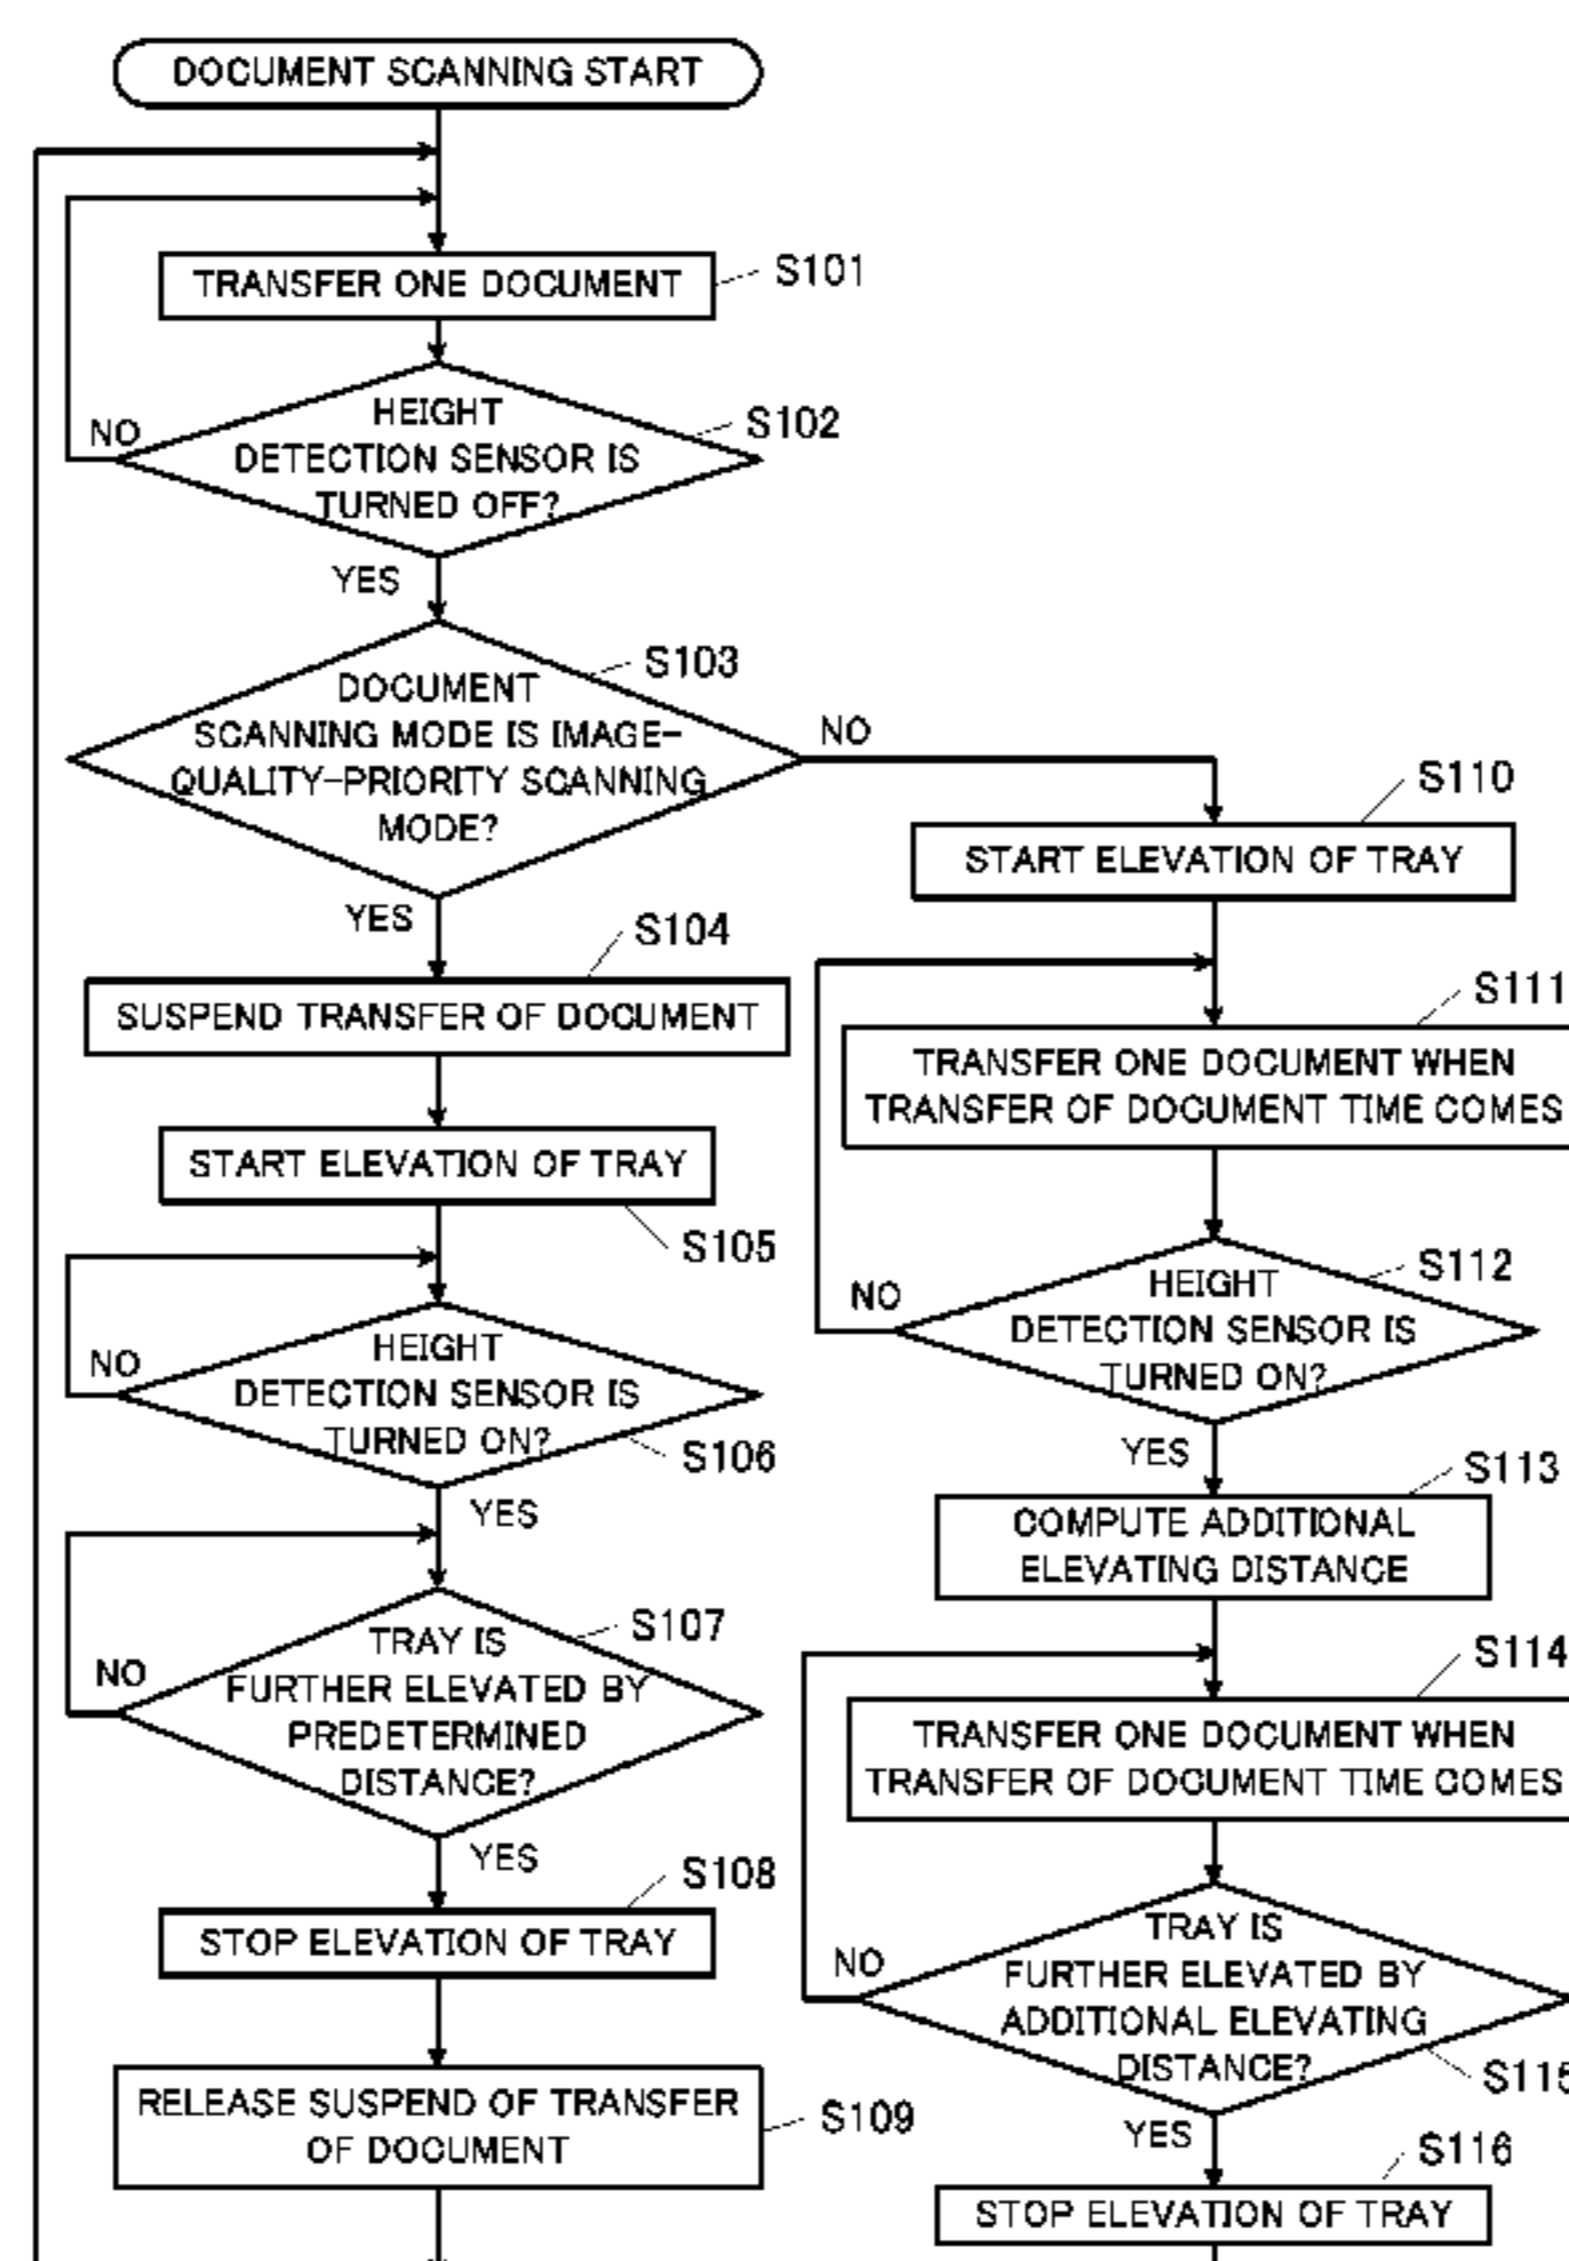 DOCUMENT SCANNING START
TRANSFER ONE DOCUMENT
S101
HEIGHT
DETECTION SENSOR IS
TURNED OFF?
S102
NO
YES
DOCUMENT
SCANNING MODE IS IMAGE-
QUALITY-PRIORITY SCANNING
MODE?
S103
NO
YES
SUSPEND TRANSFER OF DOCUMENT
S104
START ELEVATION OF TRAY
S105
HEIGHT
DETECTION SENSOR IS
TURNED ON?
S106
NO
YES
TRAY IS
FURTHER ELEVATED BY
PREDETERMINED
DISTANCE?
S107
NO
YES
STOP ELEVATION OF TRAY
S108
RELEASE SUSPEND OF TRANSFER
OF DOCUMENT
S109
START ELEVATION OF TRAY
S110
TRANSFER ONE DOCUMENT WHEN
TRANSFER OF DOCUMENT TIME COMES
S111
HEIGHT
DETECTION SENSOR IS
TURNED ON?
S112
NO
YES
COMPUTE ADDITIONAL
ELEVATING DISTANCE
S113
TRANSFER ONE DOCUMENT WHEN
TRANSFER OF DOCUMENT TIME COMES
S114
TRAY IS
FURTHER ELEVATED BY
ADDITIONAL ELEVATING
DISTANCE?
S115
NO
YES
STOP ELEVATION OF TRAY
S116